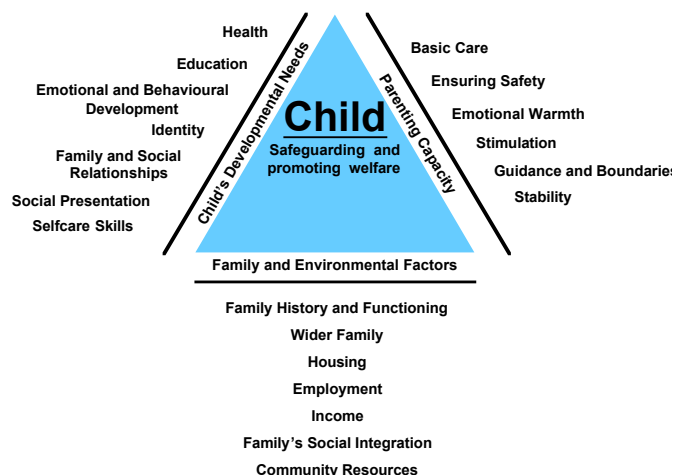 Health
Education
Emotional and Behavioural
Development
Identity
Family and Social
Relationships
Social Presentation
Selfcare Skills
Child's Developmental Needs
Child
Safeguarding and
promoting welfare
Parenting Capacity
Basic Care
Ensuring Safety
Emotional Warmth
Stimulation
Guidance and Boundaries
Stability
Family and Environmental Factors
Family History and Functioning
Wider Family
Housing
Employment
Income
Family's Social Integration
Community Resources